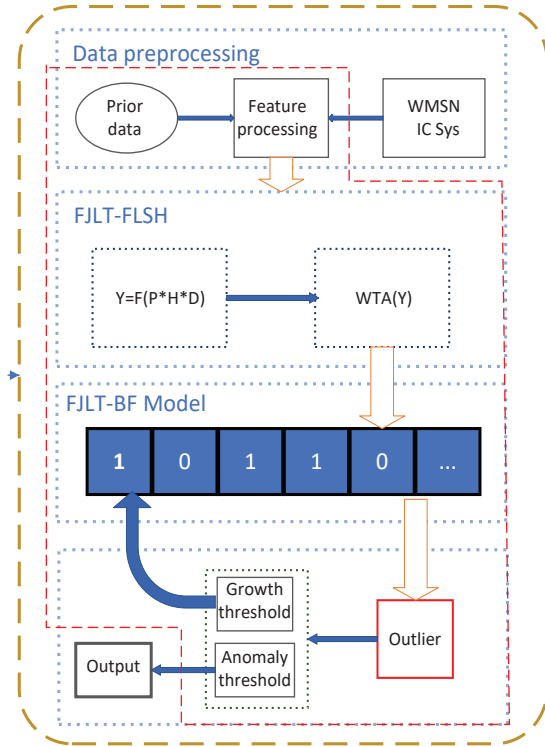 Data preprocessing
Prior
data
Feature
processing
WMSN
IC Sys
FJLT-FLSH
Y=F(P*H*D)
WTA(Y)
FJLT-BF Model
1 0 1 1 0 ...
Growth
threshold
Anomaly
threshold
Outlier
Output